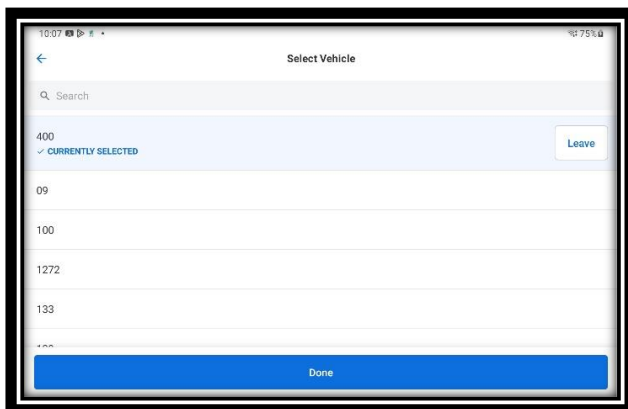 10:07
75%
Select Vehicle
Search
400
Leave
✓ CURRENTLY SELECTED
09
100
1272
133
Done